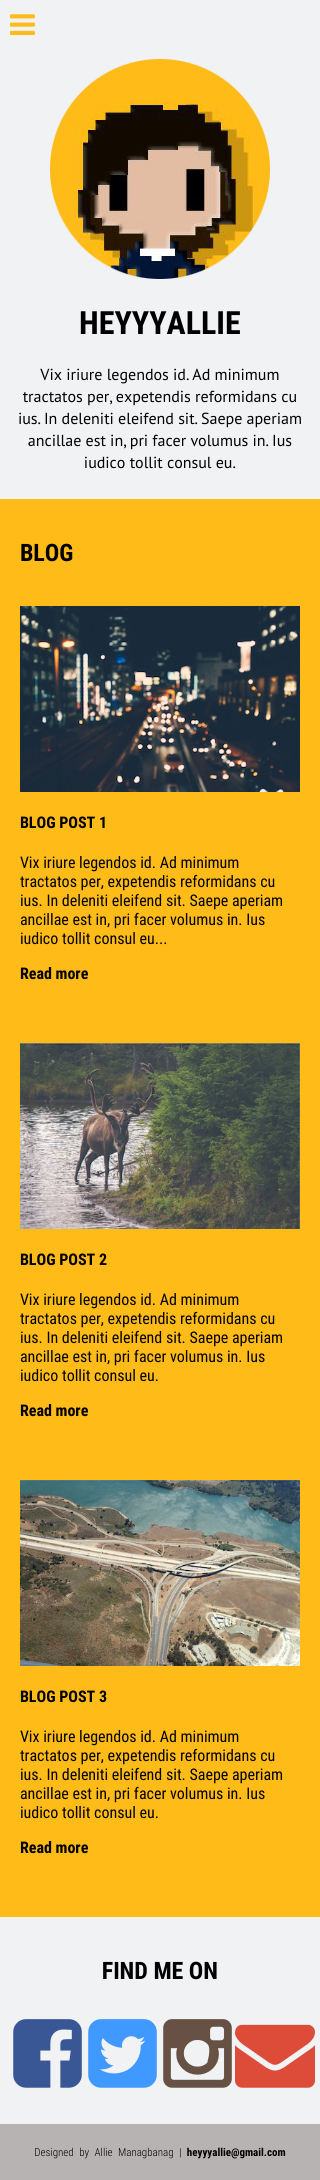 HEYYYALLIE
Vix iriure legendos id. Ad minimum
tractatos per, expetendis reformidans cu
ius. In deleniti eleifend sit. Saepe aperiam
ancillae est in, pri facer volumus in. Ius
iudico tollit consul eu.
BLOG
BLOG POST 1
Vix iriure legendos id. Ad minimum
tractatos per, expetendis reformidans cu
ius. In deleniti eleifend sit. Saepe aperiam
ancillae est in, pri facer volumus in. Ius
iudico tollit consul eu...
Read more
BLOG POST 2
Vix iriure legendos id. Ad minimum
tractatos per, expetendis reformidans cu
ius. In deleniti eleifend sit. Saepe aperiam
ancillae est in, pri facer volumus in. Ius
iudico tollit consul eu.
Read more
BLOG POST 3
Vix iriure legendos id. Ad minimum
tractatos per, expetendis reformidans cu
ius. In deleniti eleifend sit. Saepe aperiam
ancillae est in, pri facer volumus in. Ius
iudico tollit consul eu.
Read more
FIND ME ON
Designed by Allie Managbanag | heyyyallie@gmail.com